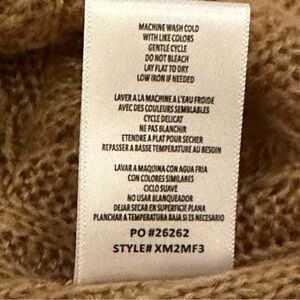 MACHINE WASH COLD
WITH LIKE COLORS
GENTLE CYCLE
DO NOT BLEACH
LAY FLAT TO DRY
LOW IRON IF NEEDED
LAVER A LA MACHINE A L'EAU FROIDE
AVEC DES COULEURS SEMBLABLES
CYCLE DELICAT
NE PAS BLANCHIR
ETENDRE A PLAT POUR SECHER
REPASSER A BASSE TEMPERATURE AU BESOIN
LAVAR A MAQUINA CON AGUA FRIA
CON COLORES SIMILARES
CICLO SUAVE
NO USAR BLANQUEADOR
DEJAR SECAR EN SUPERFICIE PLANA
PLANCHAR A TEMPERATURA BAJA SI ES NECESARIO
PO #26262
STYLE# XM2MF3